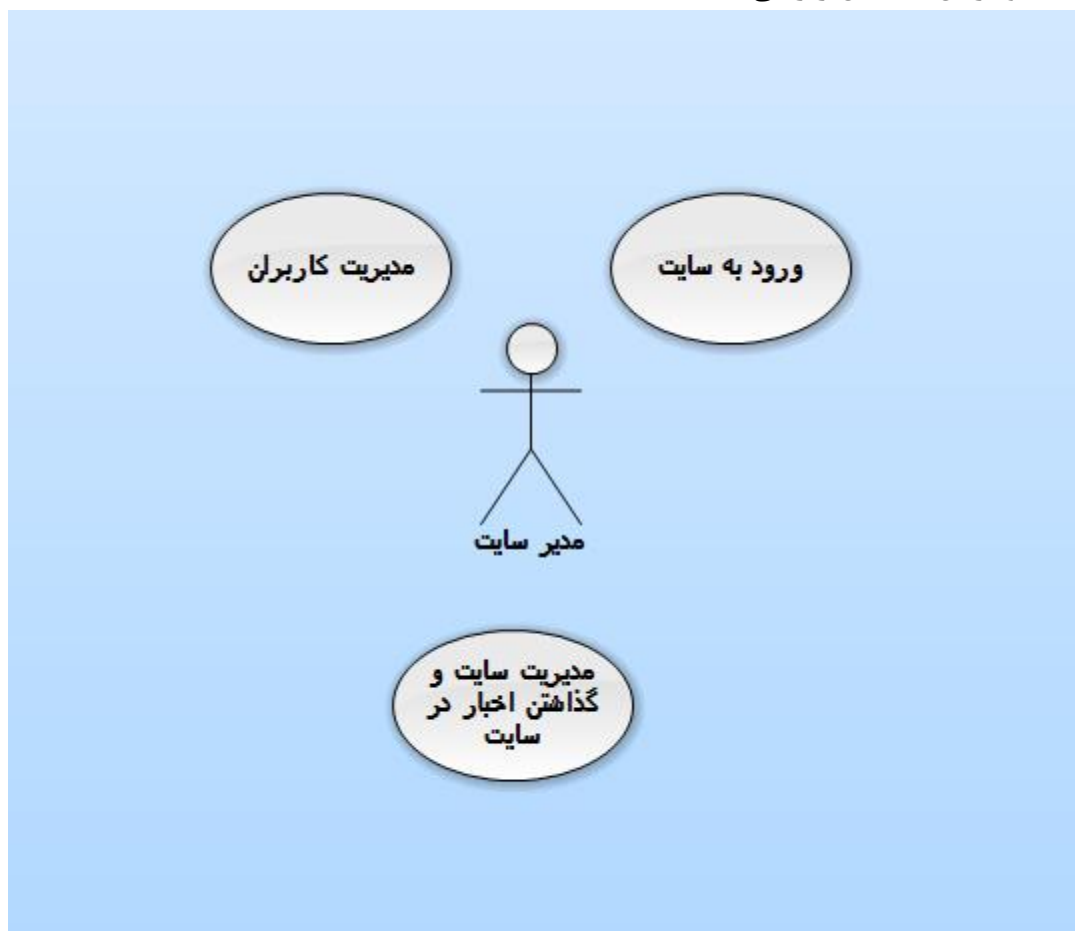 ورود به سایت
مدیریت کاربران
مدیر سایت
مدیریت سایت و
گذاشتن اخبار در
سایت